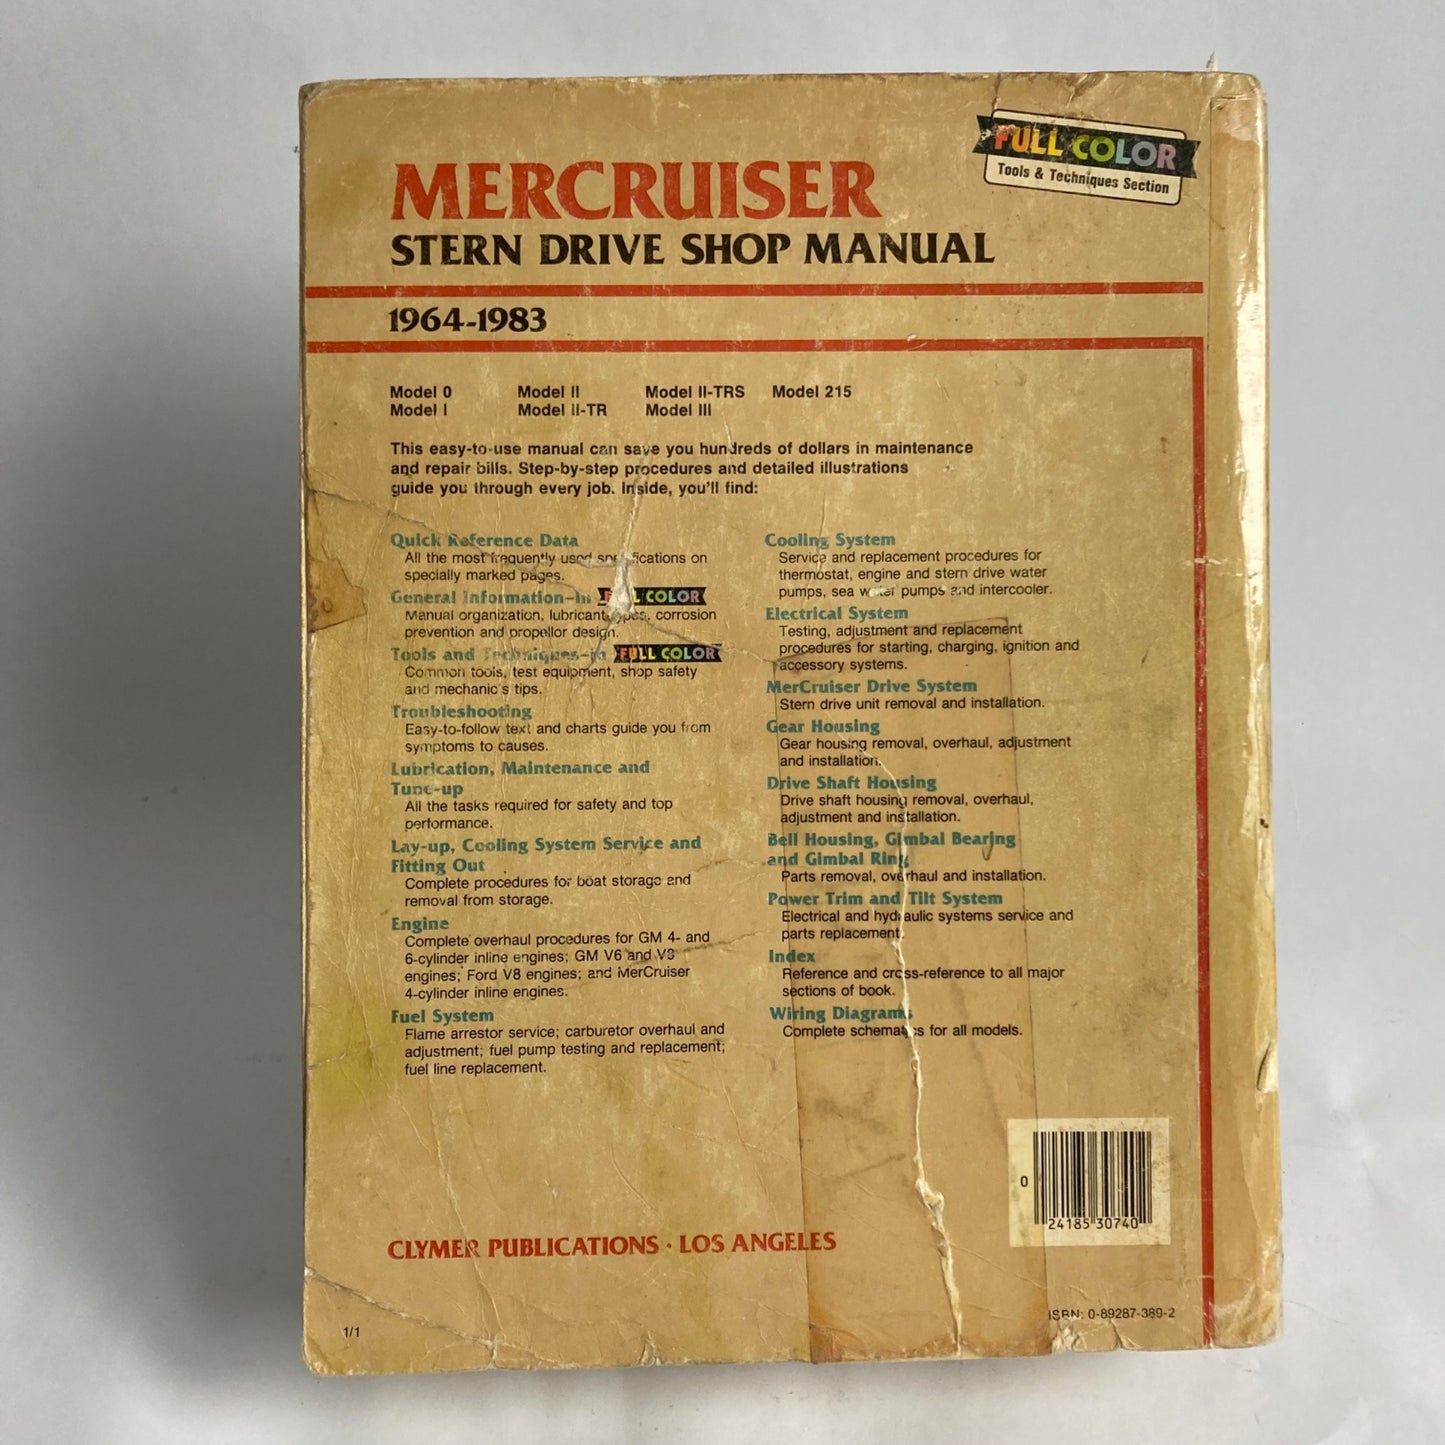 FULL COLOR
Tools & Techniques Section
MERCRUISER
STERN DRIVE SHOP MANUAL
1964-1983
Model 0 Model II Model II-TRS Model 215
Model I Model II-TR Model III
This easy-to-use manual can save you hundreds of dollars in maintenance
and repair bills. Step-by-step procedures and detailed illustrations
guide you through every job. Inside, you'll find:
Quick Reference Data
All the most frequently used specifications on
specially marked pages.
General Information–in FULL COLOR
Manual organization, lubricant types, corrosion
prevention and propellor design.
Tools and Techniques–in FULL COLOR
Common tools, test equipment, shop safety
and mechanic's tips.
Troubleshooting
Easy-to-follow text and charts guide you from
symptoms to causes.
Lubrication, Maintenance and
Tune-up
All the tasks required for safety and top
performance.
Lay-up, Cooling System Service and
Fitting Out
Complete procedures for boat storage and
removal from storage.
Engine
Complete overhaul procedures for GM 4- and
6-cylinder inline engines; GM V6 and V8
engines; Ford V8 engines; and MerCruiser
4-cylinder inline engines.
Fuel System
Flame arrestor service; carburetor overhaul and
adjustment; fuel pump testing and replacement;
fuel line replacement.
Cooling System
Service and replacement procedures for
thermostat, engine and stern drive water
pumps, sea water pumps and intercooler.
Electrical System
Testing, adjustment and replacement
procedures for starting, charging, ignition and
accessory systems.
MerCruiser Drive System
Stern drive unit removal and installation.
Gear Housing
Gear housing removal, overhaul, adjustment
and installation.
Drive Shaft Housing
Drive shaft housing removal, overhaul,
adjustment and installation.
Bell Housing, Gimbal Bearing
and Gimbal Ring
Parts removal, overhaul and installation.
Power Trim and Tilt System
Electrical and hydraulic systems service and
parts replacement.
Index
Reference and cross-reference to all major
sections of book.
Wiring Diagrams
Complete schematics for all models.
0
24185 30740
CLYMER PUBLICATIONS · LOS ANGELES
ISBN: 0-89287-389-2
1/1